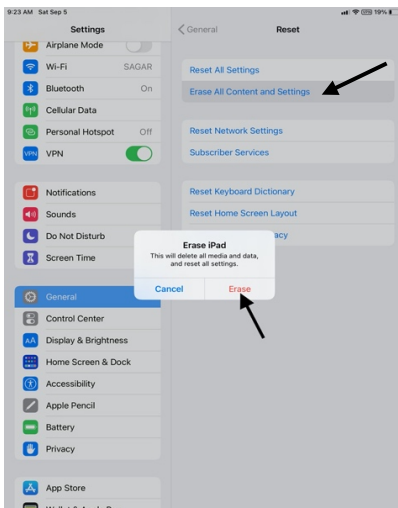 9:23 AM Sat Sep 5
VPN 19%
Settings
Airplane Mode
Wi-Fi SAGAR
Bluetooth On
Cellular Data
Personal Hotspot Off
VPN VPN
Notifications
Sounds
Do Not Disturb
Screen Time
General
Control Center
AA Display & Brightness
Home Screen & Dock
Accessibility
Apple Pencil
Battery
Privacy
App Store
General Reset
Reset All Settings
Erase All Content and Settings
Reset Network Settings
Subscriber Services
Reset Keyboard Dictionary
Reset Home Screen Layout
acy
Erase iPad
This will delete all media and data,
and reset all settings.
Cancel Erase